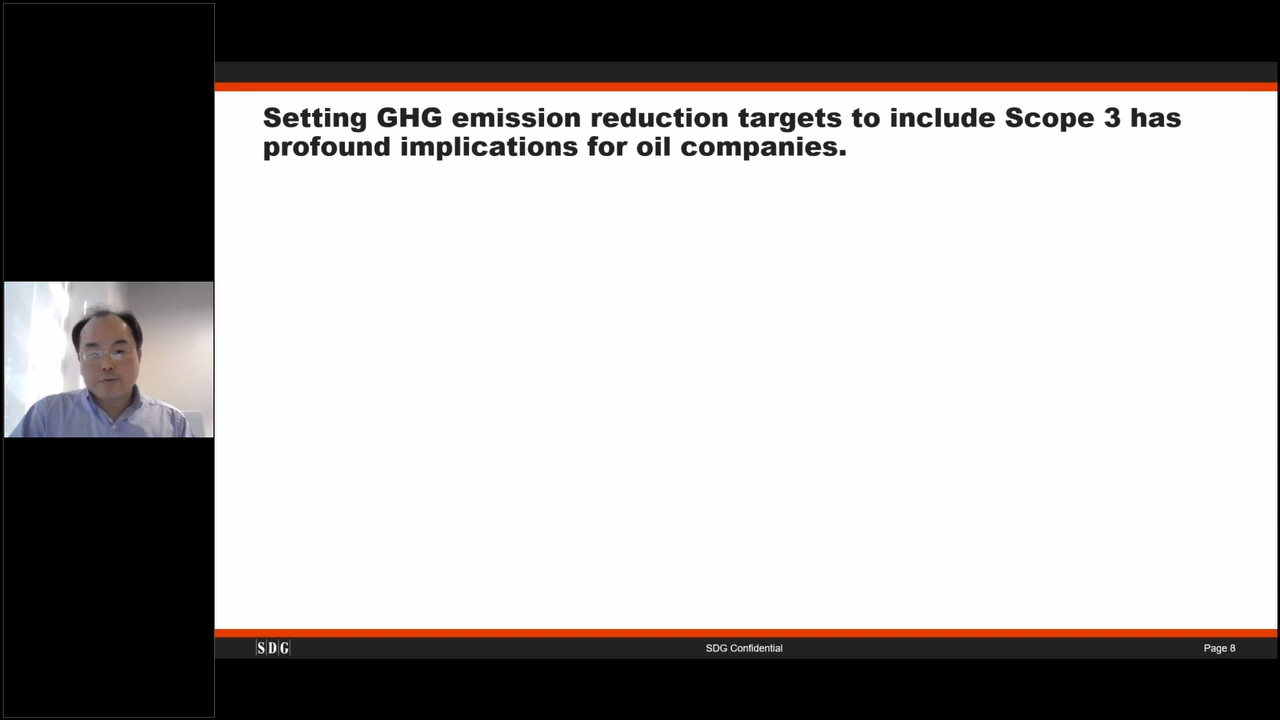 Setting GHG emission reduction targets to include Scope 3 has
profound implications for oil companies.
SDG
SDG Confidential
Page 8